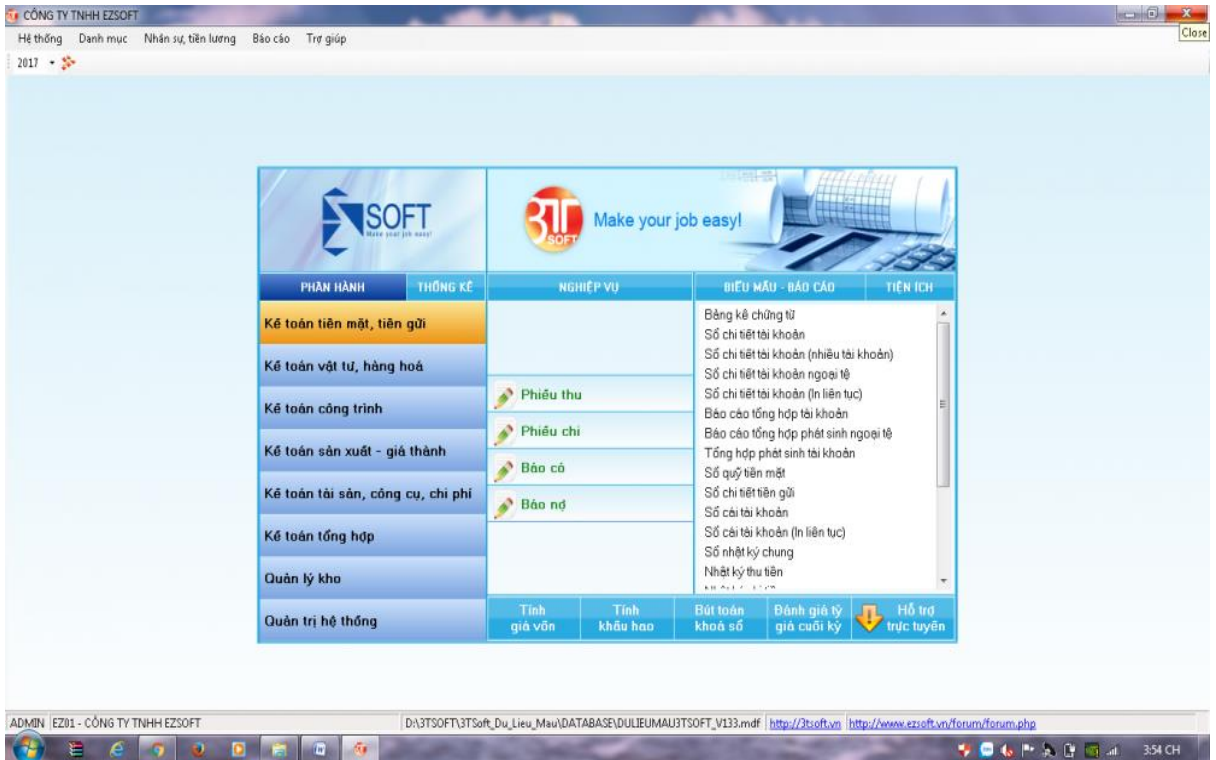 CÔNG TY TNHH EZSOFT
Close
Hệ thống Danh mục Nhân sự, tiền lương Báo cáo Trợ giúp
2017
SOFT
Make your job easy!
3T
SOFT
Make your job easy!
PHÂN HÀNH THỐNG KÊ NGHIỆP VỤ BIỂU MẪU - BÁO CÁO TIỆN ÍCH
Kế toán tiền mặt, tiền gửi
Kế toán vật tư, hàng hoá
Kế toán công trình
Kế toán sản xuất - giá thành
Kế toán tài sản, công cụ, chi phí
Kế toán tổng hợp
Quản lý kho
Quản trị hệ thống
Phiếu thu
Phiếu chi
Báo có
Báo nợ
Bảng kê chứng từ
Sổ chi tiết tài khoản
Sổ chi tiết tài khoản (nhiều tài khoản)
Sổ chi tiết tài khoản ngoại tệ
Sổ chi tiết tài khoản (In liên tục)
Báo cáo tổng hợp tài khoản
Báo cáo tổng hợp phát sinh ngoại tệ
Tổng hợp phát sinh tài khoản
Sổ quỹ tiền mặt
Sổ chi tiết tiền gửi
Sổ cái tài khoản
Sổ cái tài khoản (In liên tục)
Sổ nhật ký chung
Nhật ký thu tiền
Tính giá vốn
Tính khấu hao
Bút toán khoá sổ
Đánh giá tỷ giá cuối kỳ
Hỗ trợ trực tuyến
ADMIN EZ01 - CÔNG TY TNHH EZSOFT D:\3TSOFT\3TSoft_Du_Lieu_Mau\DATABASE\DULIEUMAU3TSOFT_V133.mdf http://3tsoft.vn http://www.ezsoft.vn/forum/forum.php
3:54 CH